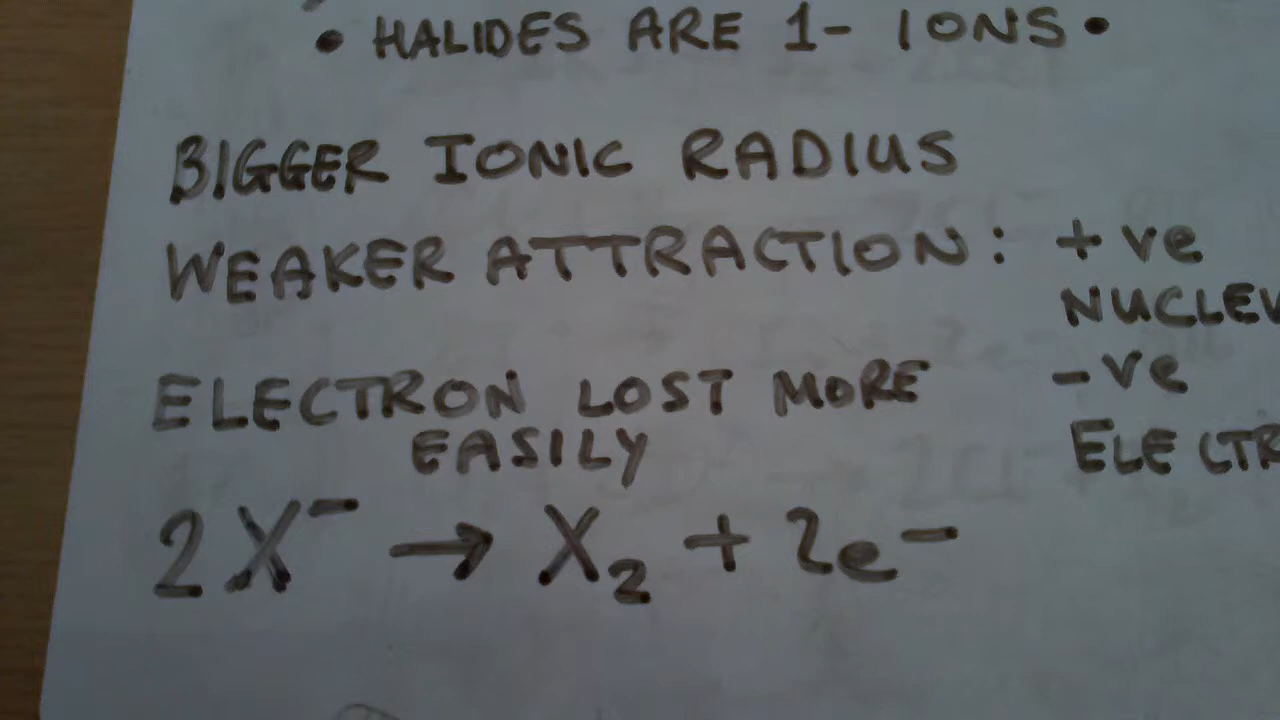 • HALIDES ARE 1- IONS •
BIGGER IONIC RADIUS
WEAKER ATTRACTION: +ve
NUCLEU
-ve
ELECTR
ELECTRON LOST MORE
EASILY
2X⁻ → X₂ + 2e⁻